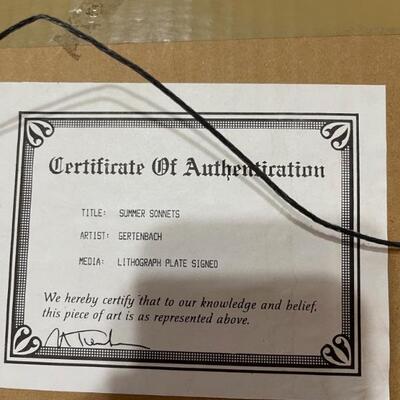 Certificate Of Authentication
TITLE: SUMMER SONNETS
ARTIST: GERTENBACH
MEDIA: LITHOGRAPH PLATE SIGNED
We hereby certify that to our knowledge and belief,
this piece of art is as represented above.